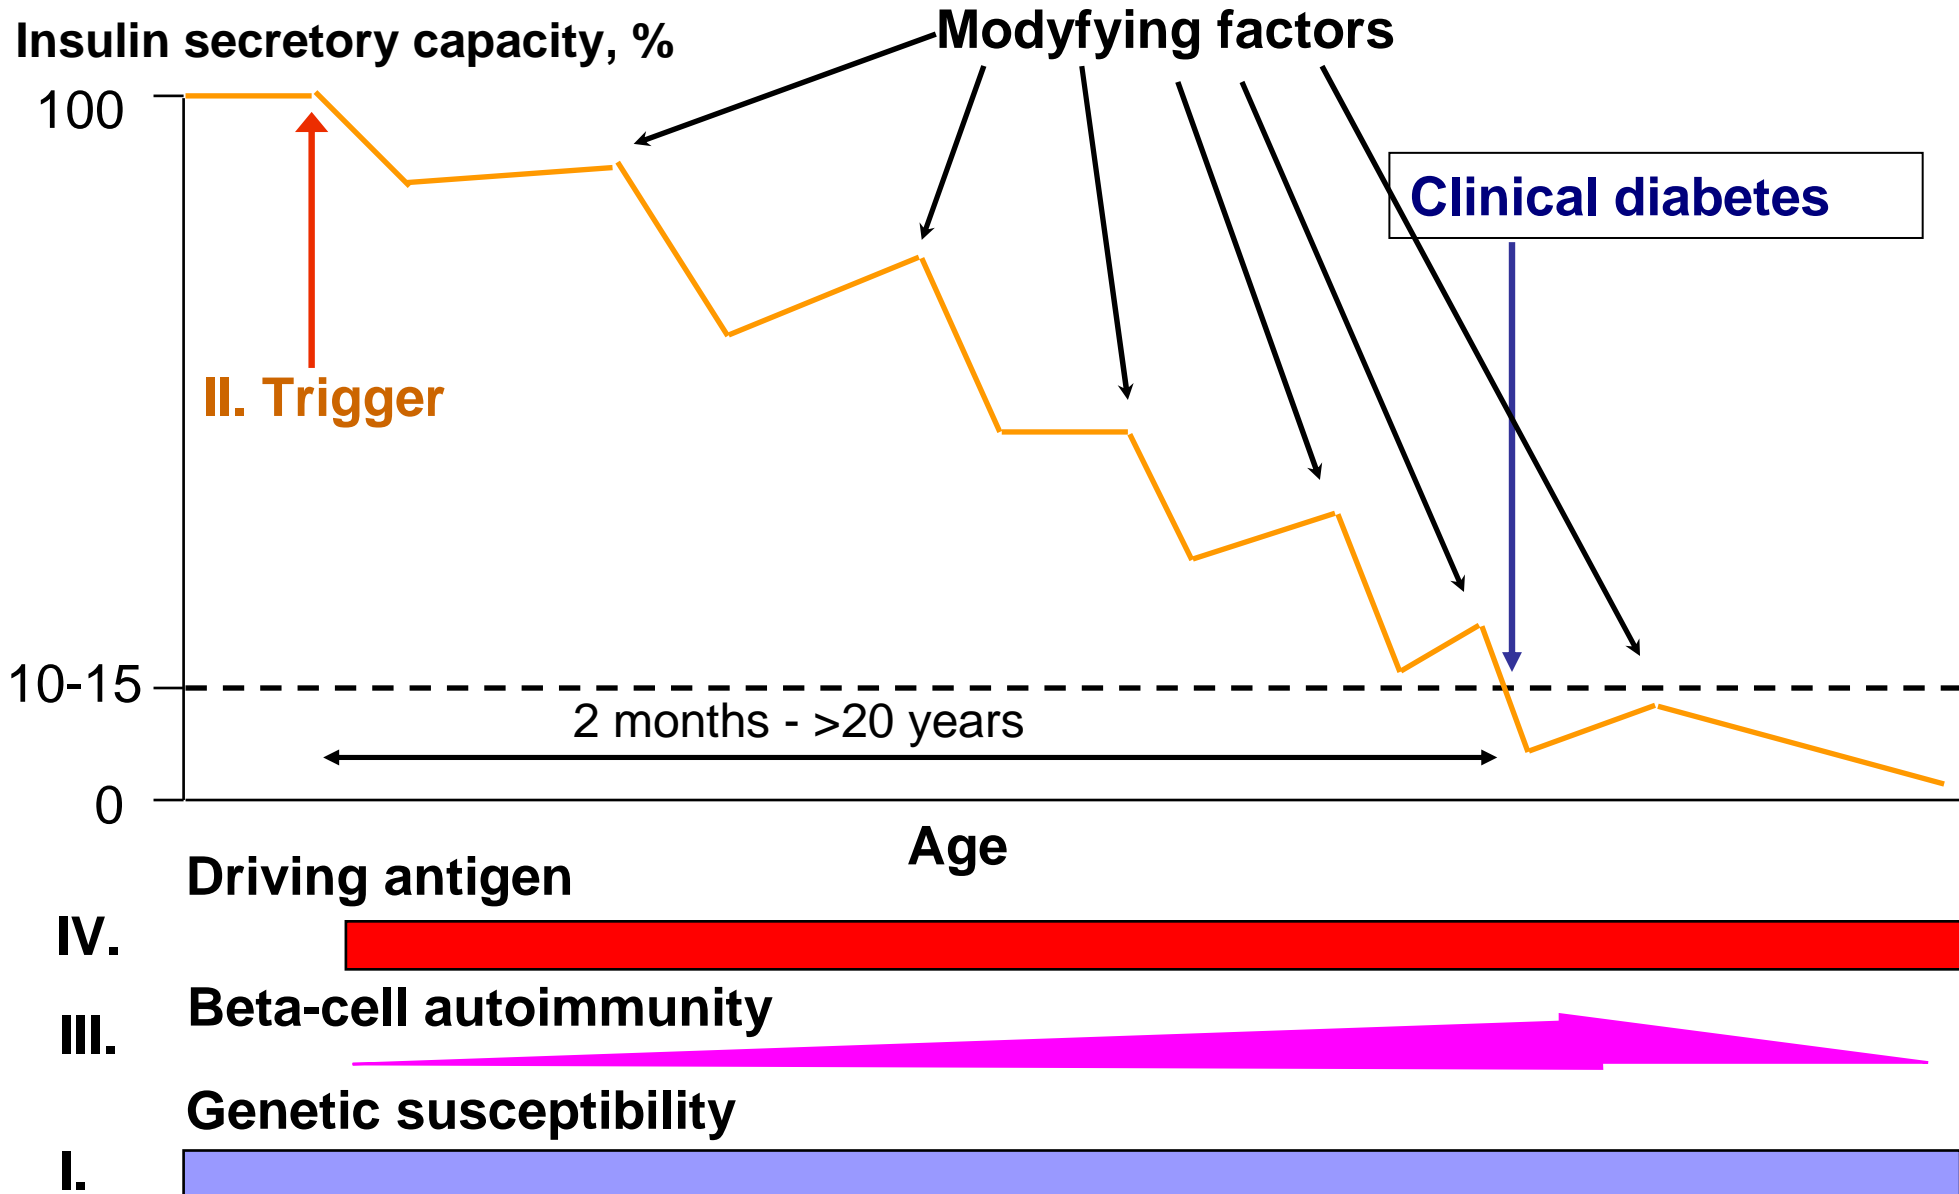 Modyfying factors
Insulin secretory capacity, %
100
Clinical diabetes
II. Trigger
10-15
2 months - >20 years
0
Age
Driving antigen
IV.
Beta-cell autoimmunity
III.
Genetic susceptibility
I.